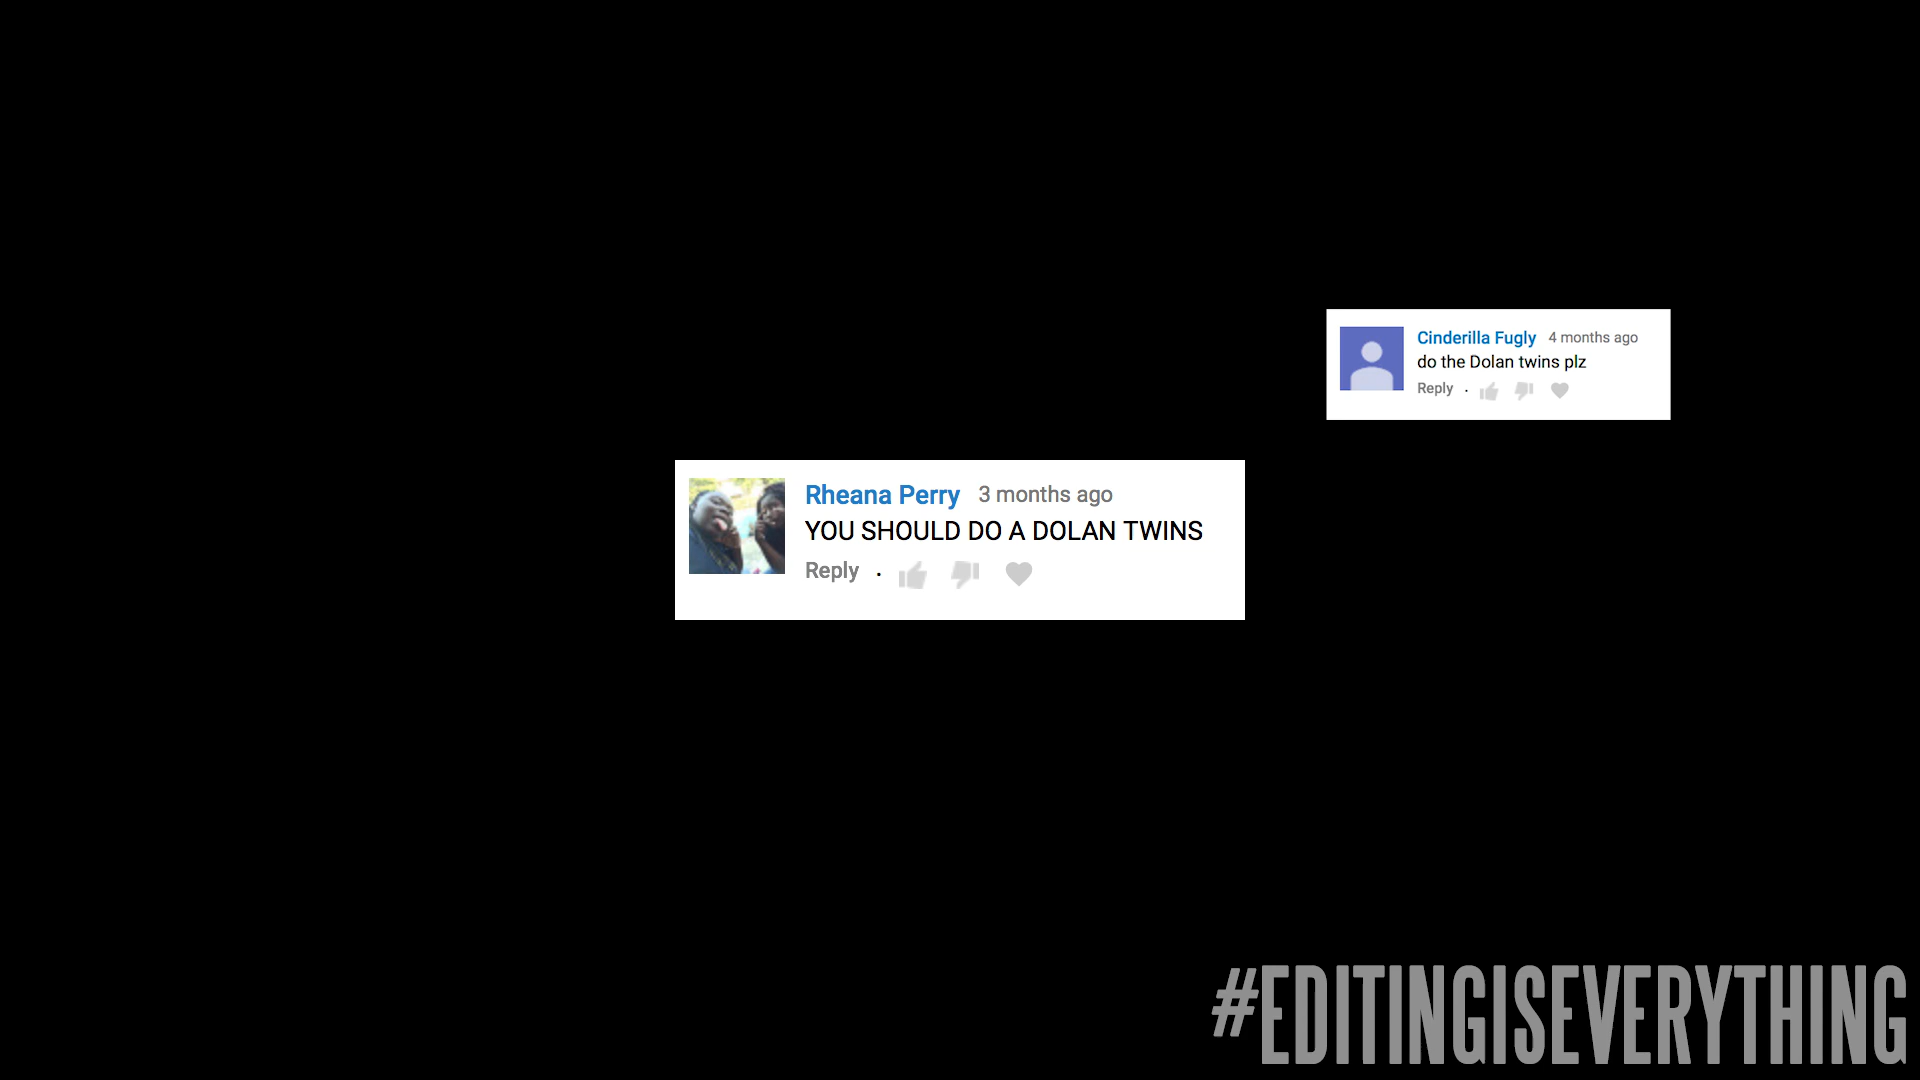 Cinderilla Fugly 4 months ago
do the Dolan twins plz
Reply .
Rheana Perry 3 months ago
YOU SHOULD DO A DOLAN TWINS
Reply .
#EDITINGISEVERYTHING